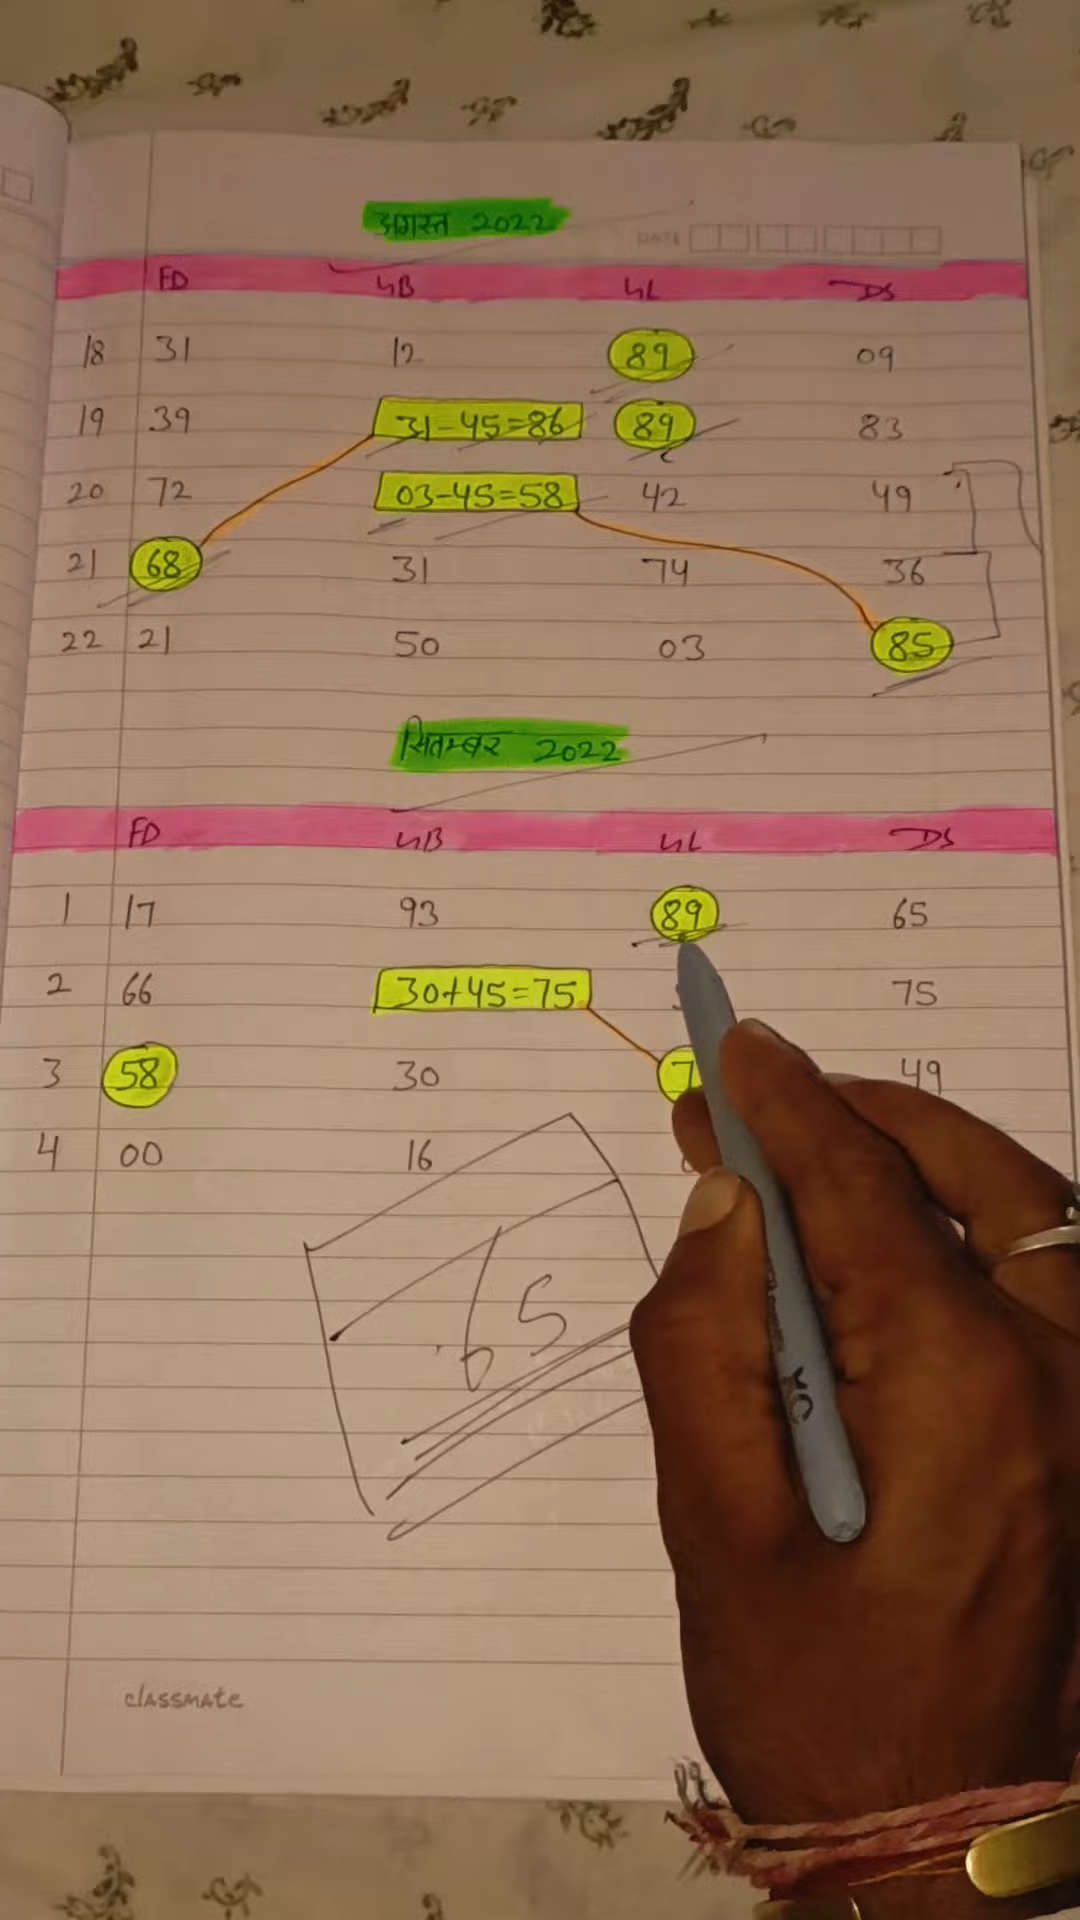 अगस्त 2022
DATE
FD GB GL DS
18 31 12 89 09
19 39 31-45=86 89 83
20 72 03-45=58 42 49
21 68 31 74 36
22 21 50 03 85
सितम्बर 2022
FD GB GL DS
1 17 93 89 65
2 66 30+45=75 75
3 58 30 49
4 00 16
65
classmate
XC